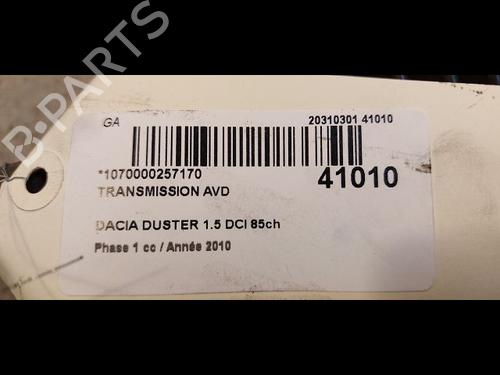 B-PARTS
GA
20310301 41010
*1070000257170
41010
TRANSMISSION AVD
DACIA DUSTER 1.5 DCI 85ch
Phase 1 cc / Année 2010